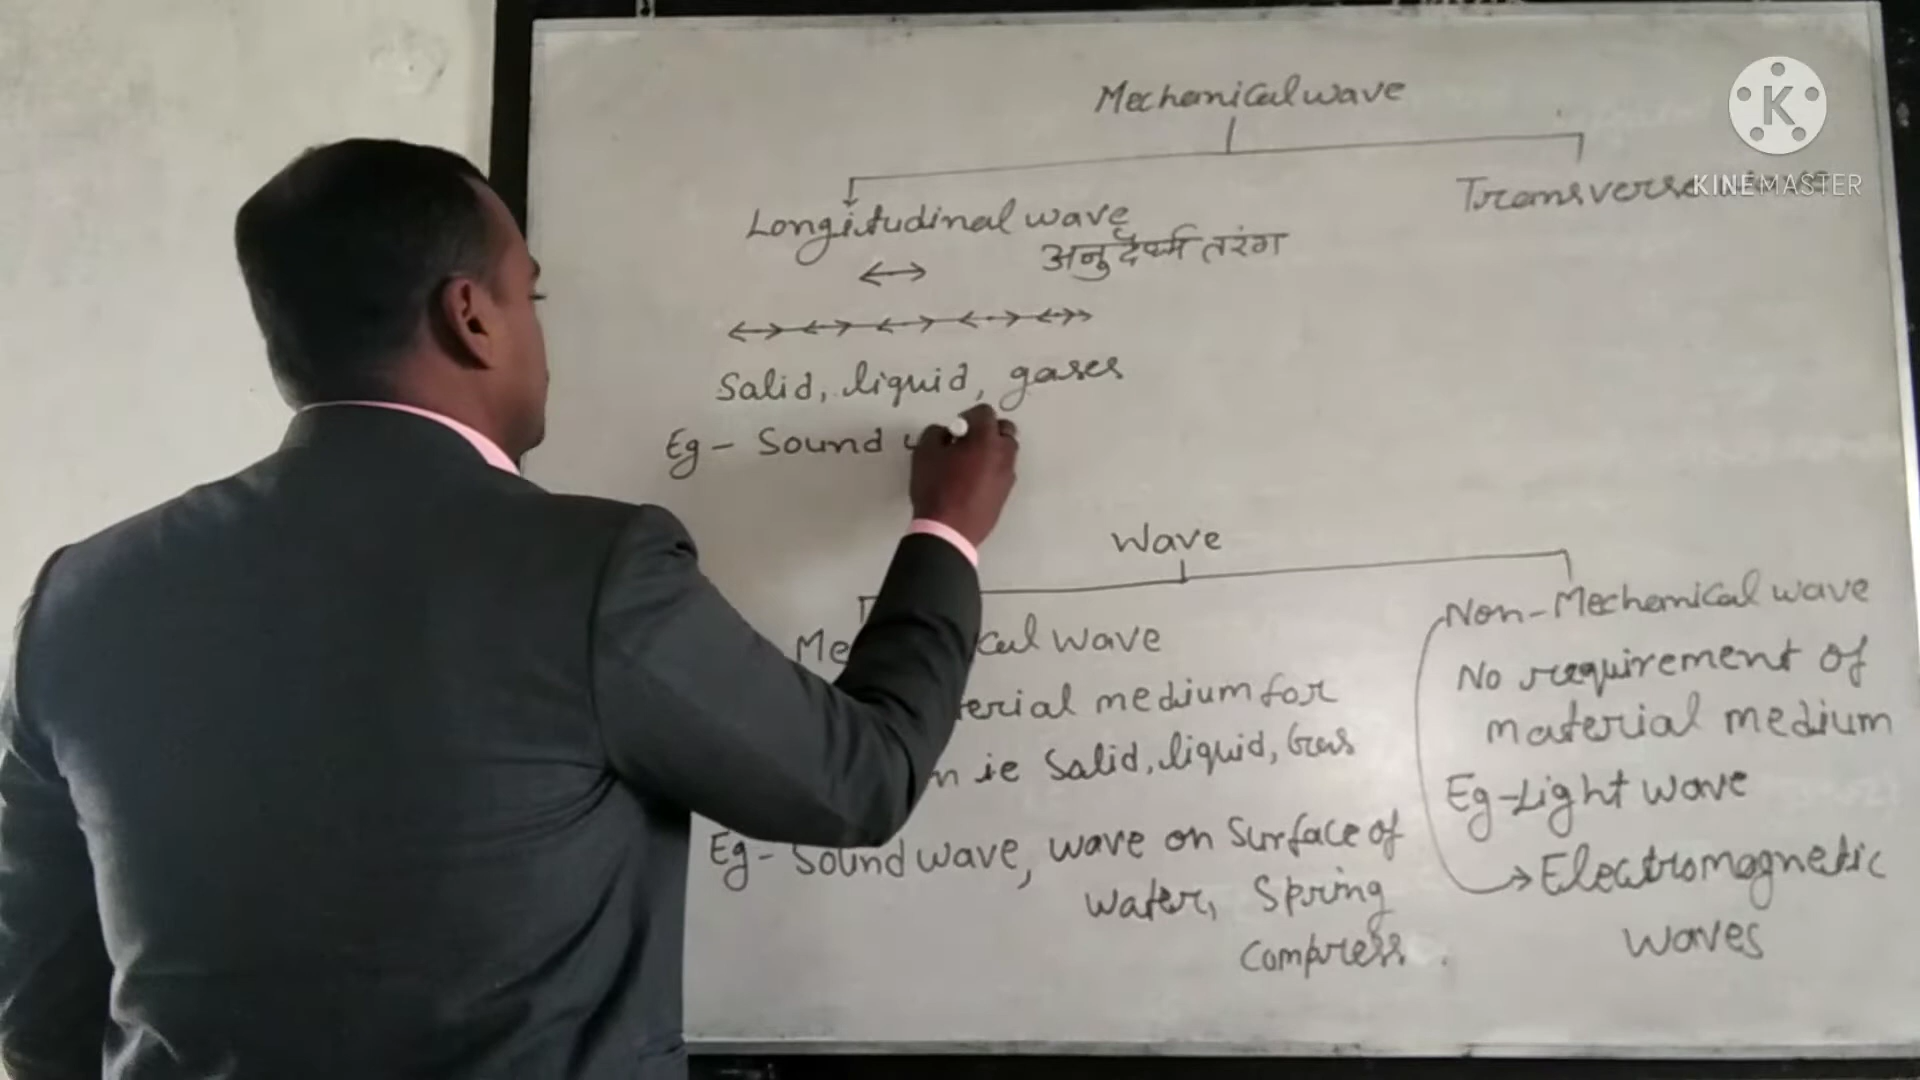 Mechanical wave
Longitudinal wave
Transverse
अनुदैर्ध्य तरंग
Salid, liquid, gases
Eg - Sound
Wave
wave
Non-Mechanical wave
No requirement of
material medium
medium for
ie Salid, liquid, Gas
Eg - Light wave
Eg - Sound wave, wave on Surface of
water, Spring
Compress.
Electromagnetic
waves
K
KINEMASTER